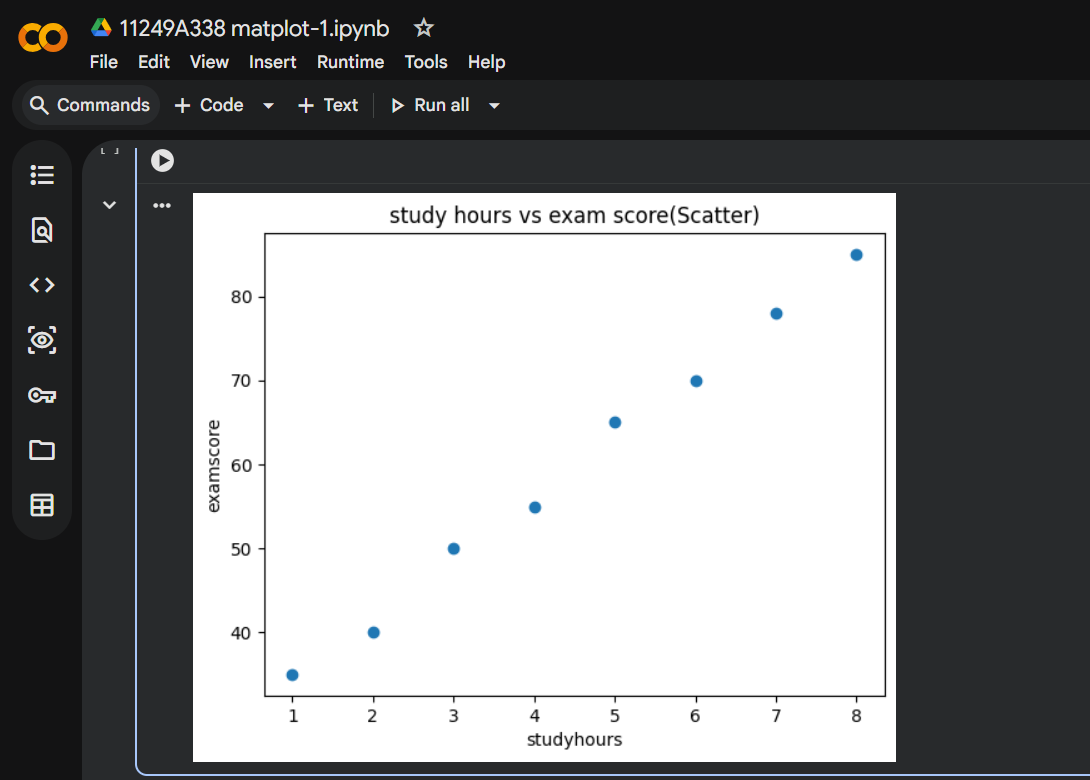 11249A338 matplot-1.ipynb
File Edit View Insert Runtime Tools Help
Commands + Code + Text Run all
[ ]
study hours vs exam score(Scatter)
80
70
60
50
40
examscore
1 2 3 4 5 6 7 8
studyhours